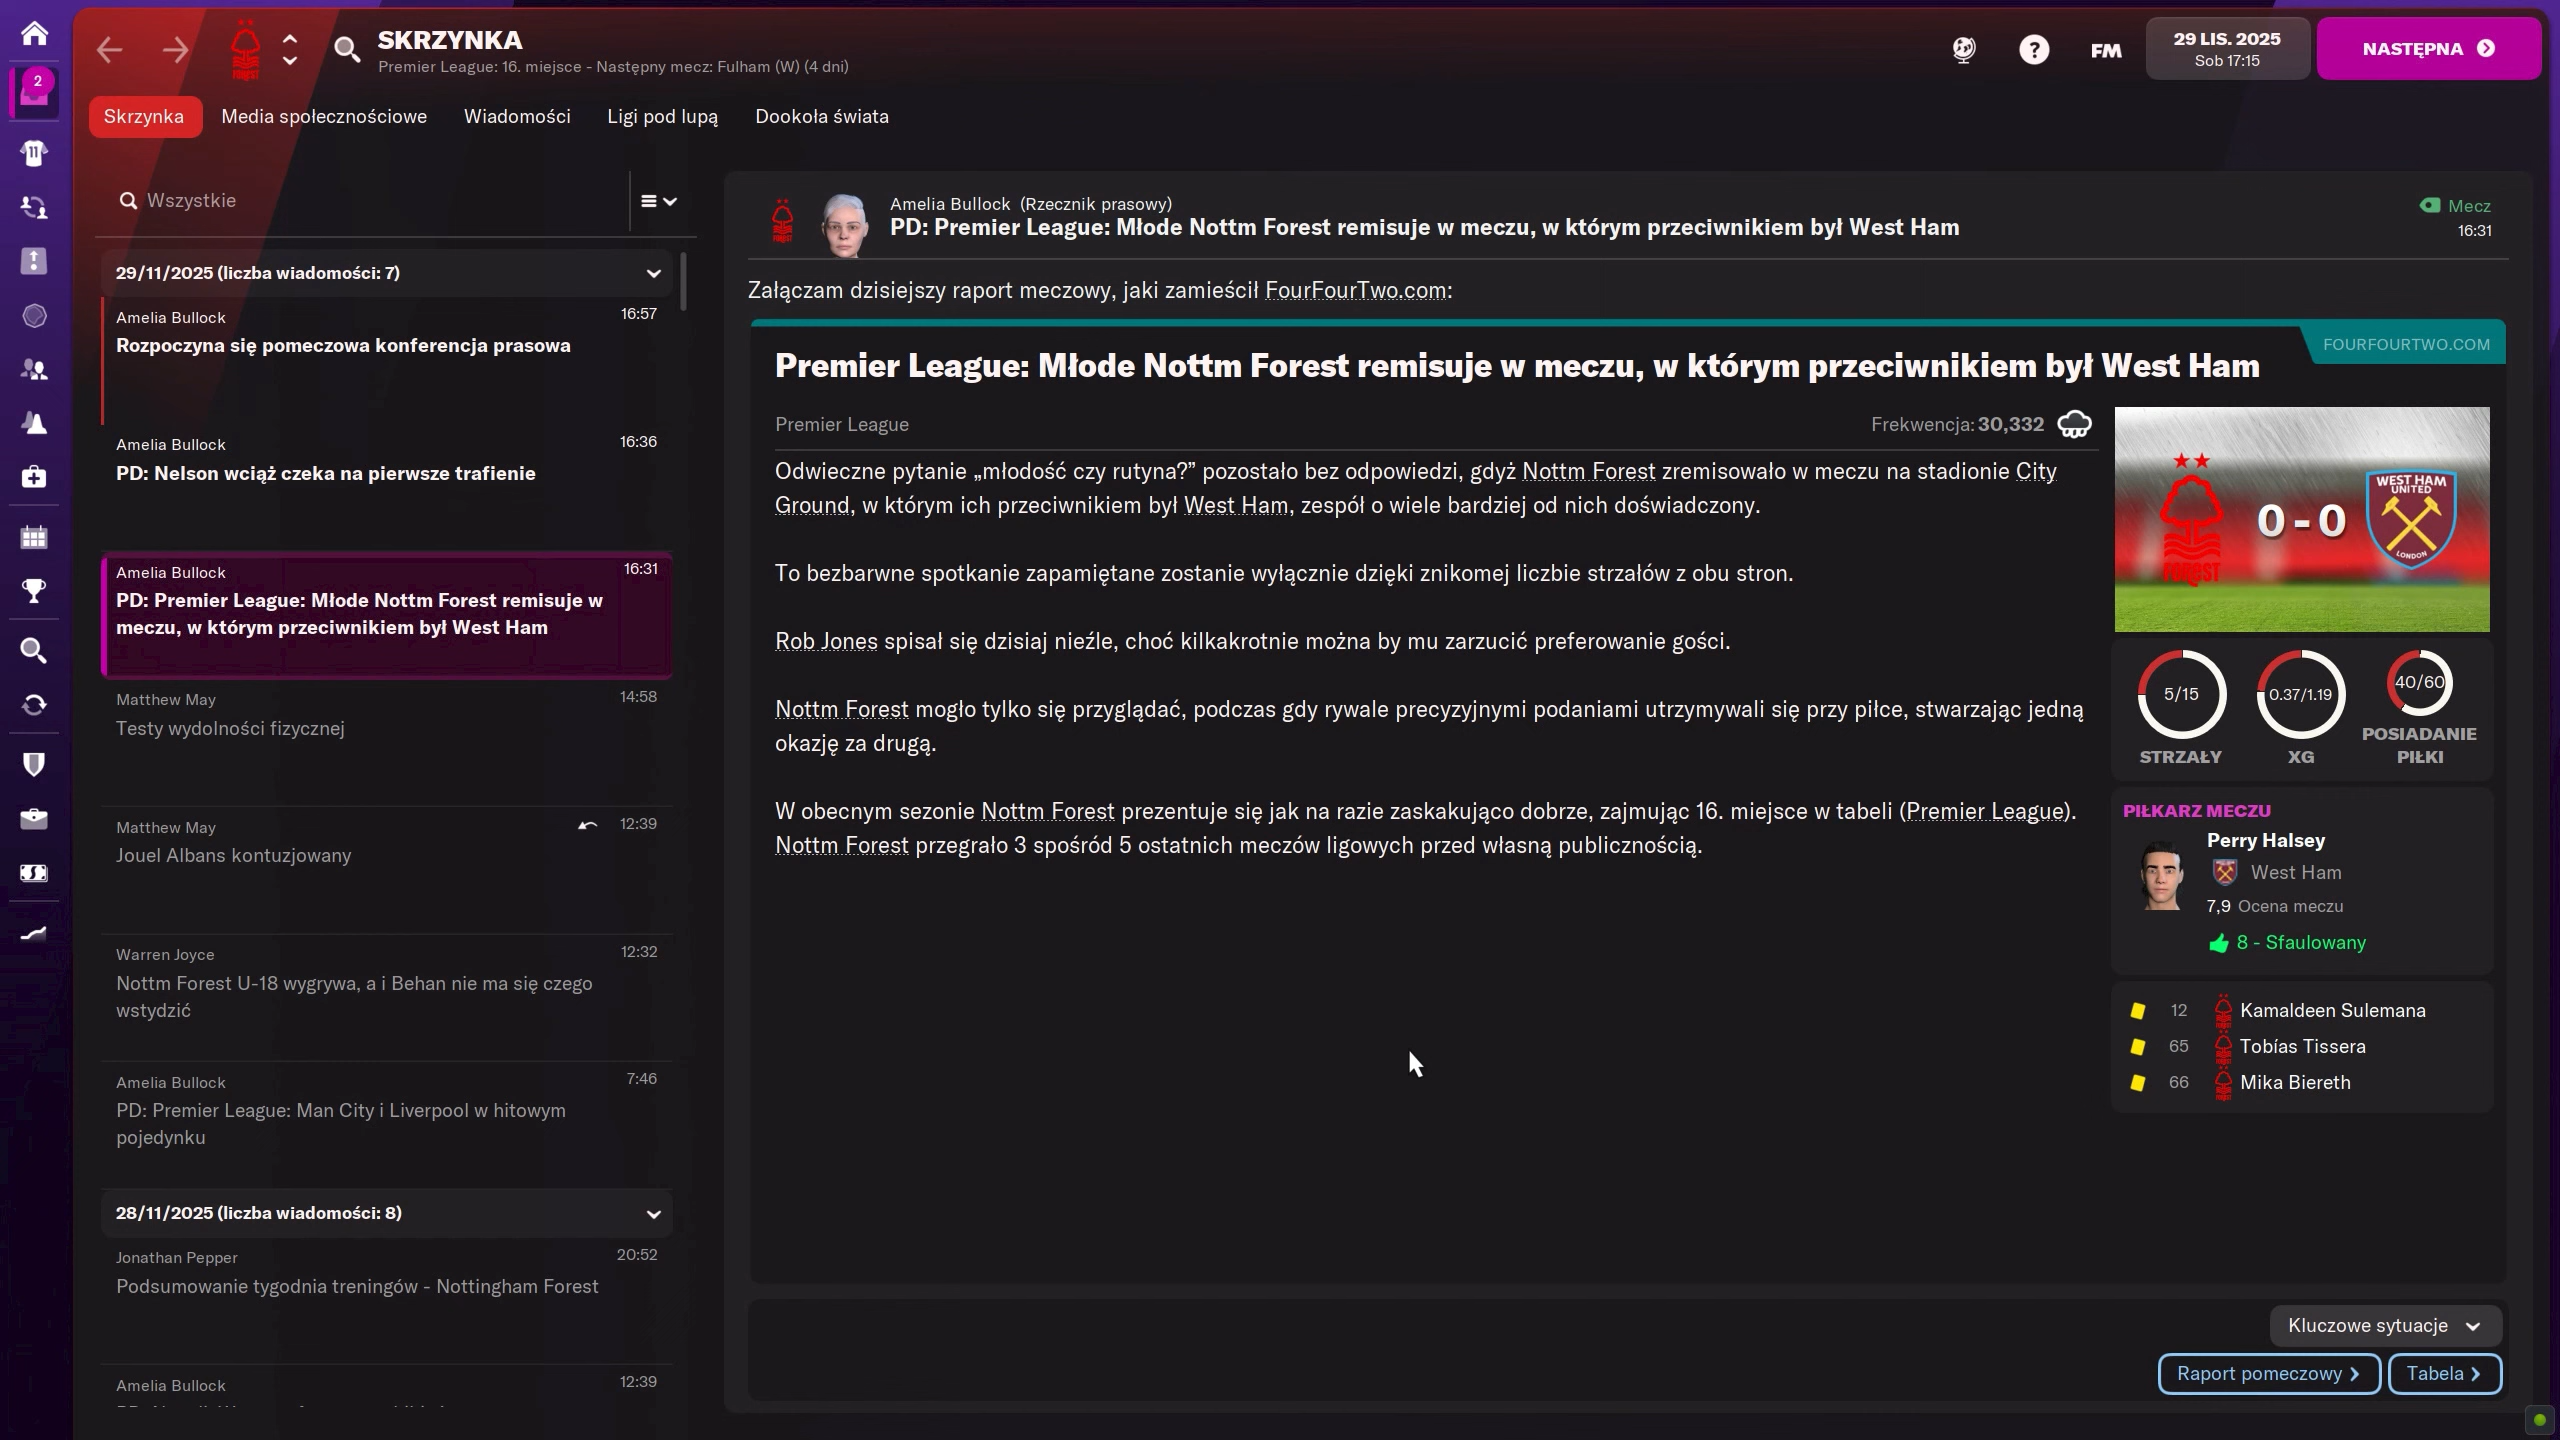 2
SKRZYNKA
Premier League: 16. miejsce - Następny mecz: Fulham (W) (4 dni)
?
FM
29 LIS. 2025
Sob 17:15
NASTĘPNA
Skrzynka
Media społecznościowe
Wiadomości
Ligi pod lupą
Dookoła świata
11
Wszystkie
29/11/2025 (liczba wiadomości: 7)
Amelia Bullock
16:57
Rozpoczyna się pomeczowa konferencja prasowa
Amelia Bullock
16:36
PD: Nelson wciąż czeka na pierwsze trafienie
Amelia Bullock
16:31
PD: Premier League: Młode Nottm Forest remisuje w
meczu, w którym przeciwnikiem był West Ham
Matthew May
14:58
Testy wydolności fizycznej
Matthew May
12:39
Jouel Albans kontuzjowany
Warren Joyce
12:32
Nottm Forest U-18 wygrywa, a i Behan nie ma się czego
wstydzić
Amelia Bullock
7:46
PD: Premier League: Man City i Liverpool w hitowym
pojedynku
28/11/2025 (liczba wiadomości: 8)
Jonathan Pepper
20:52
Podsumowanie tygodnia treningów - Nottingham Forest
Amelia Bullock
12:39
Amelia Bullock (Rzecznik prasowy)
PD: Premier League: Młode Nottm Forest remisuje w meczu, w którym przeciwnikiem był West Ham
Mecz
16:31
Załączam dzisiejszy raport meczowy, jaki zamieścił FourFourTwo.com:
FOURFOURTWO.COM
Premier League: Młode Nottm Forest remisuje w meczu, w którym przeciwnikiem był West Ham
Premier League
Frekwencja: 30,332
Odwieczne pytanie „młodość czy rutyna?” pozostało bez odpowiedzi, gdyż Nottm Forest zremisowało w meczu na stadionie City
Ground, w którym ich przeciwnikiem był West Ham, zespół o wiele bardziej od nich doświadczony.
To bezbarwne spotkanie zapamiętane zostanie wyłącznie dzięki znikomej liczbie strzałów z obu stron.
Rob Jones spisał się dzisiaj nieźle, choć kilkakrotnie można by mu zarzucić preferowanie gości.
Nottm Forest mogło tylko się przyglądać, podczas gdy rywale precyzyjnymi podaniami utrzymywali się przy piłce, stwarzając jedną
okazję za drugą.
W obecnym sezonie Nottm Forest prezentuje się jak na razie zaskakująco dobrze, zajmując 16. miejsce w tabeli (Premier League).
Nottm Forest przegrało 3 spośród 5 ostatnich meczów ligowych przed własną publicznością.
FOREST
0 - 0
WEST HAM
UNITED
LONDON
5/15
STRZAŁY
0.37/1.19
XG
40/60
POSIADANIE
PIŁKI
PIŁKARZ MECZU
Perry Halsey
West Ham
7,9 Ocena meczu
8 - Sfaulowany
12 Kamaldeen Sulemana
65 Tobías Tissera
66 Mika Biereth
Kluczowe sytuacje
Raport pomeczowy
Tabela